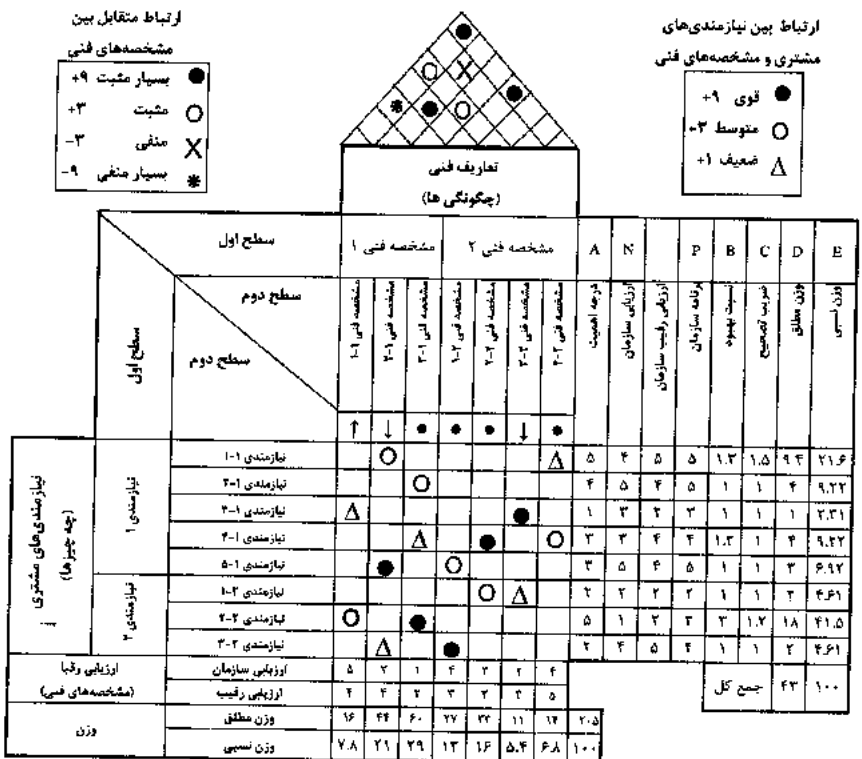 ارتباط متقابل بین
مشخصه‌های فنی
بسیار مثبت ۹+
مثبت ۳+
منفی ۳−
بسیار منفی ۹−
ارتباط بین نیازمندی‌های
مشتری و مشخصه‌های فنی
قوی ۹+
متوسط ۳+
ضعیف ۱+
تعاریف فنی
(چگونگی ها)
سطح اول
مشخصه فنی ۱
مشخصه فنی ۲
A N P B C D E
سطح دوم
سطح اول
سطح دوم
مشخصه فنی ۱-۱
مشخصه فنی ۲-۱
مشخصه فنی ۳-۱
مشخصه فنی ۱-۲
مشخصه فنی ۲-۲
مشخصه فنی ۳-۲
مشخصه فنی ۴-۲
درجه اهمیت
ارزیابی سازمان
ارزیابی رقیب سازمان
برنامه سازمان
نسبت بهبود
ضریب تصحیح
وزن مطلق
وزن نسبی
نیازمندی‌های مشتری
(چه چیزها)
نیازمندی ۱
نیازمندی ۲
نیازمندی ۱-۱ ۵ ۴ ۵ ۵ ۱.۳ ۱.۵ ۹.۴ ۲۱.۶
نیازمندی ۲-۱ ۴ ۵ ۴ ۵ ۱ ۱ ۴ ۹.۲۲
نیازمندی ۳-۱ ۱ ۳ ۲ ۳ ۱ ۱ ۱ ۲.۳۱
نیازمندی ۴-۱ ۳ ۳ ۴ ۴ ۱.۳ ۱ ۴ ۹.۲۲
نیازمندی ۵-۱ ۳ ۵ ۴ ۵ ۱ ۱ ۳ ۶.۹۲
نیازمندی ۱-۲ ۲ ۲ ۲ ۲ ۱ ۱ ۲ ۴.۶۱
نیازمندی ۲-۲ ۵ ۱ ۲ ۳ ۳ ۱.۲ ۱۸ ۴۱.۵
نیازمندی ۳-۲ ۲ ۴ ۵ ۴ ۱ ۱ ۲ ۴.۶۱
ارزیابی رقبا
(مشخصه‌های فنی)
ارزیابی سازمان ۵ ۲ ۱ ۴ ۳ ۲ ۴
ارزیابی رقیب ۴ ۴ ۲ ۳ ۲ ۳ ۵
جمع کل ۴۳ ۱۰۰
وزن
وزن مطلق ۱۶ ۴۴ ۶۰ ۲۷ ۳۳ ۱۱ ۱۴ ۲۰۵
وزن نسبی ۷.۸ ۲۱ ۲۹ ۱۳ ۱۶ ۵.۴ ۶.۸ ۱۰۰